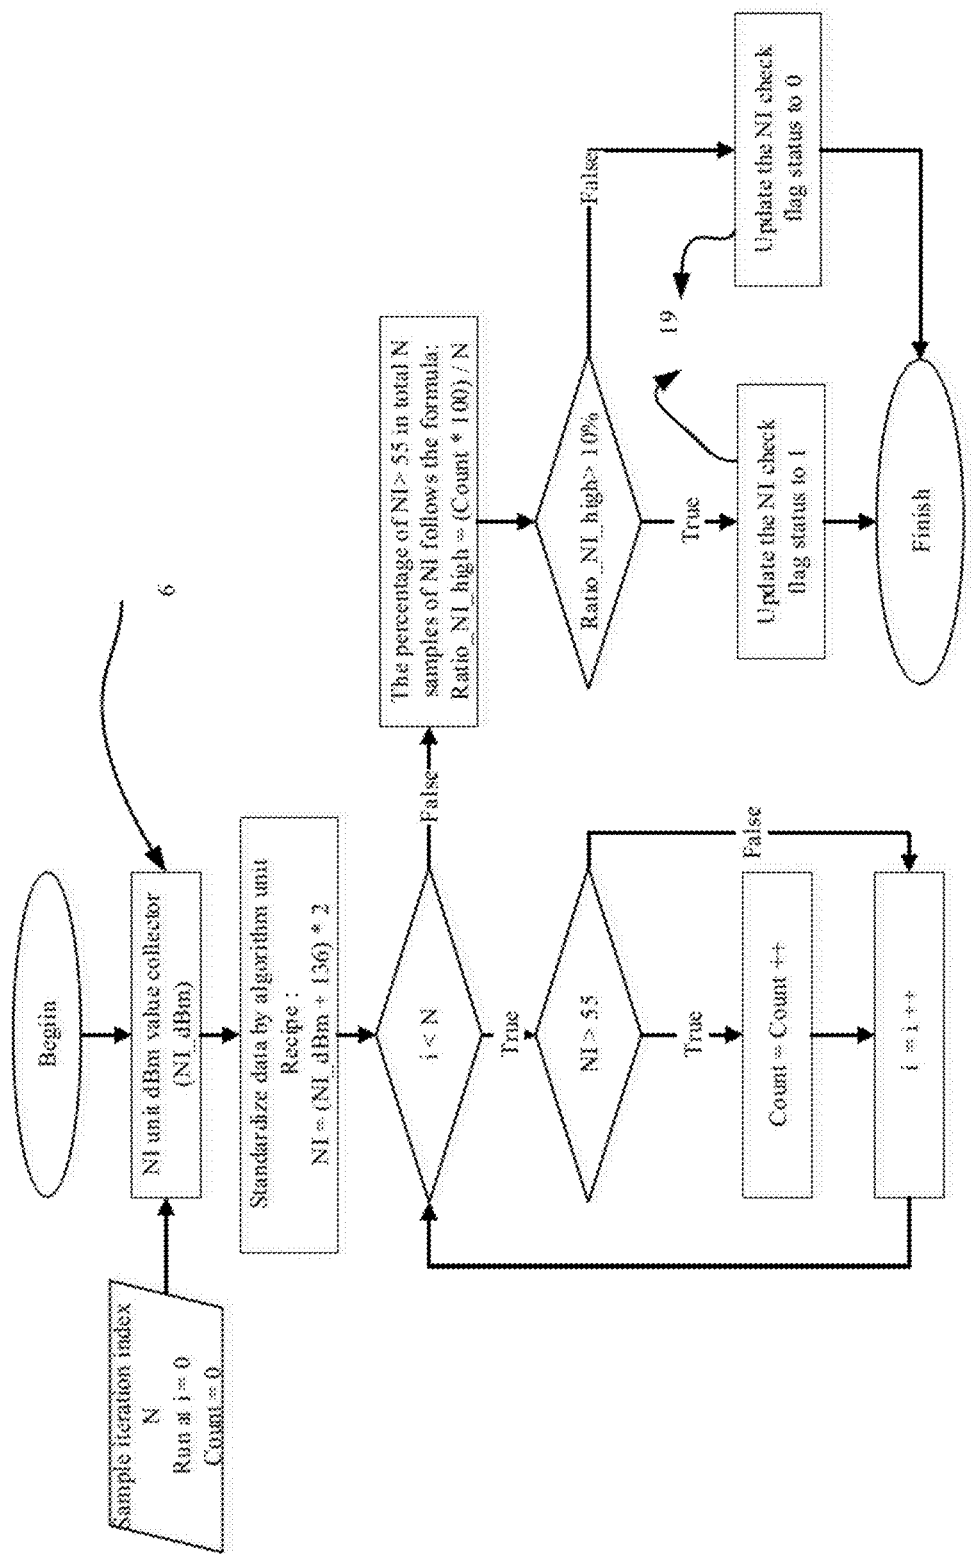 Begin
Sample iteration index
N
Run at i = 0
Count = 0
NI unit dBm value collector
(NI_dBm)
6
Standardize data by algorithm unit
Recipe :
NI = (NI_dBm + 136) * 2
i < N
False
True
NI > 55
True
False
Count = Count ++
i = i ++
The percentage of NI > 55 in total N
samples of NI follows the formula:
Ratio_NI_high = (Count * 100) / N
Ratio_NI_high> 10%
False
True
19
Update the NI check
flag status to 1
Update the NI check
flag status to 0
Finish